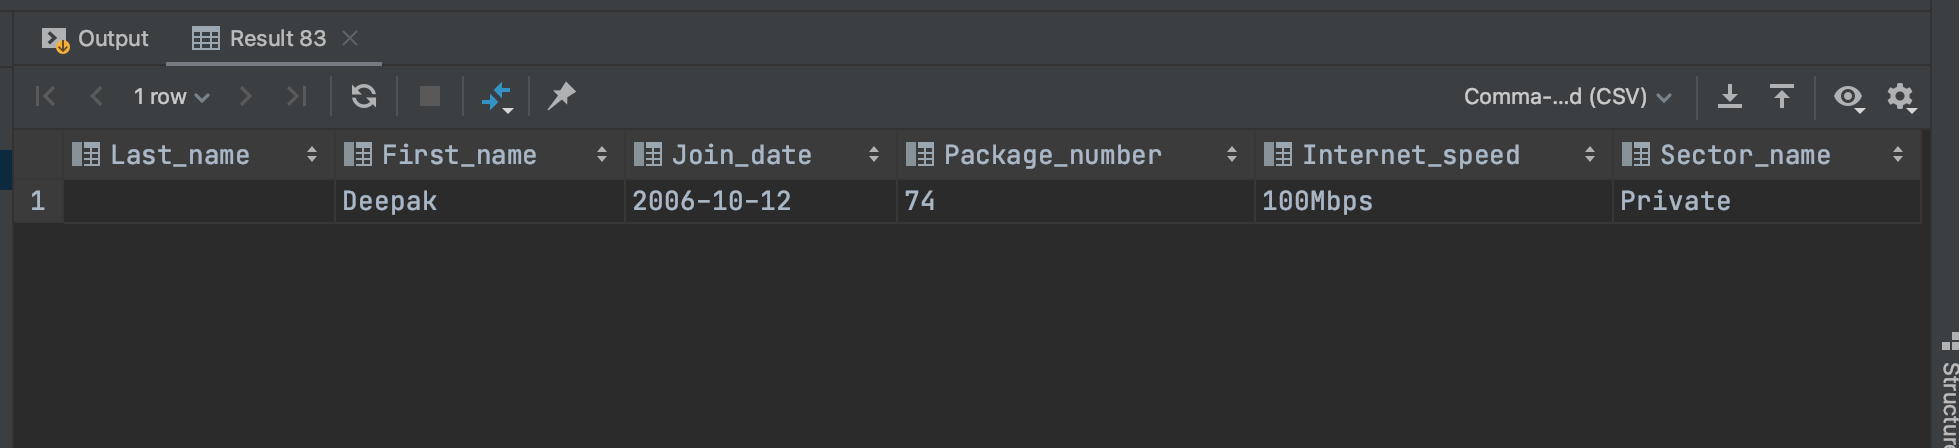 Output Result 83
1 row Comma-...d (CSV)
Last_name First_name Join_date Package_number Internet_speed Sector_name
1 Deepak 2006-10-12 74 100Mbps Private